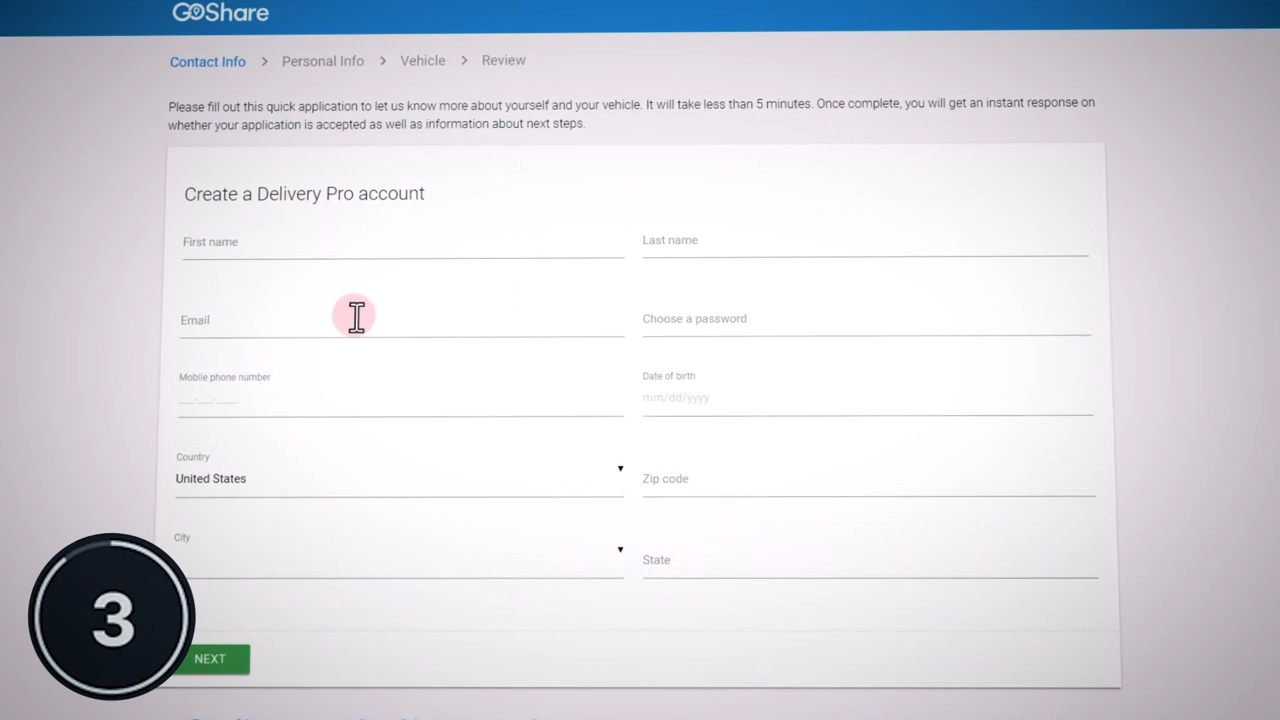 GOShare
Contact Info > Personal Info > Vehicle > Review
Please fill out this quick application to let us know more about yourself and your vehicle. It will take less than 5 minutes. Once complete, you will get an instant response on
whether your application is accepted as well as information about next steps.
Create a Delivery Pro account
First name
Last name
Email
Choose a password
Mobile phone number
Date of birth
___-___-____
mm/dd/yyyy
Country
United States
Zip code
City
State
3
NEXT